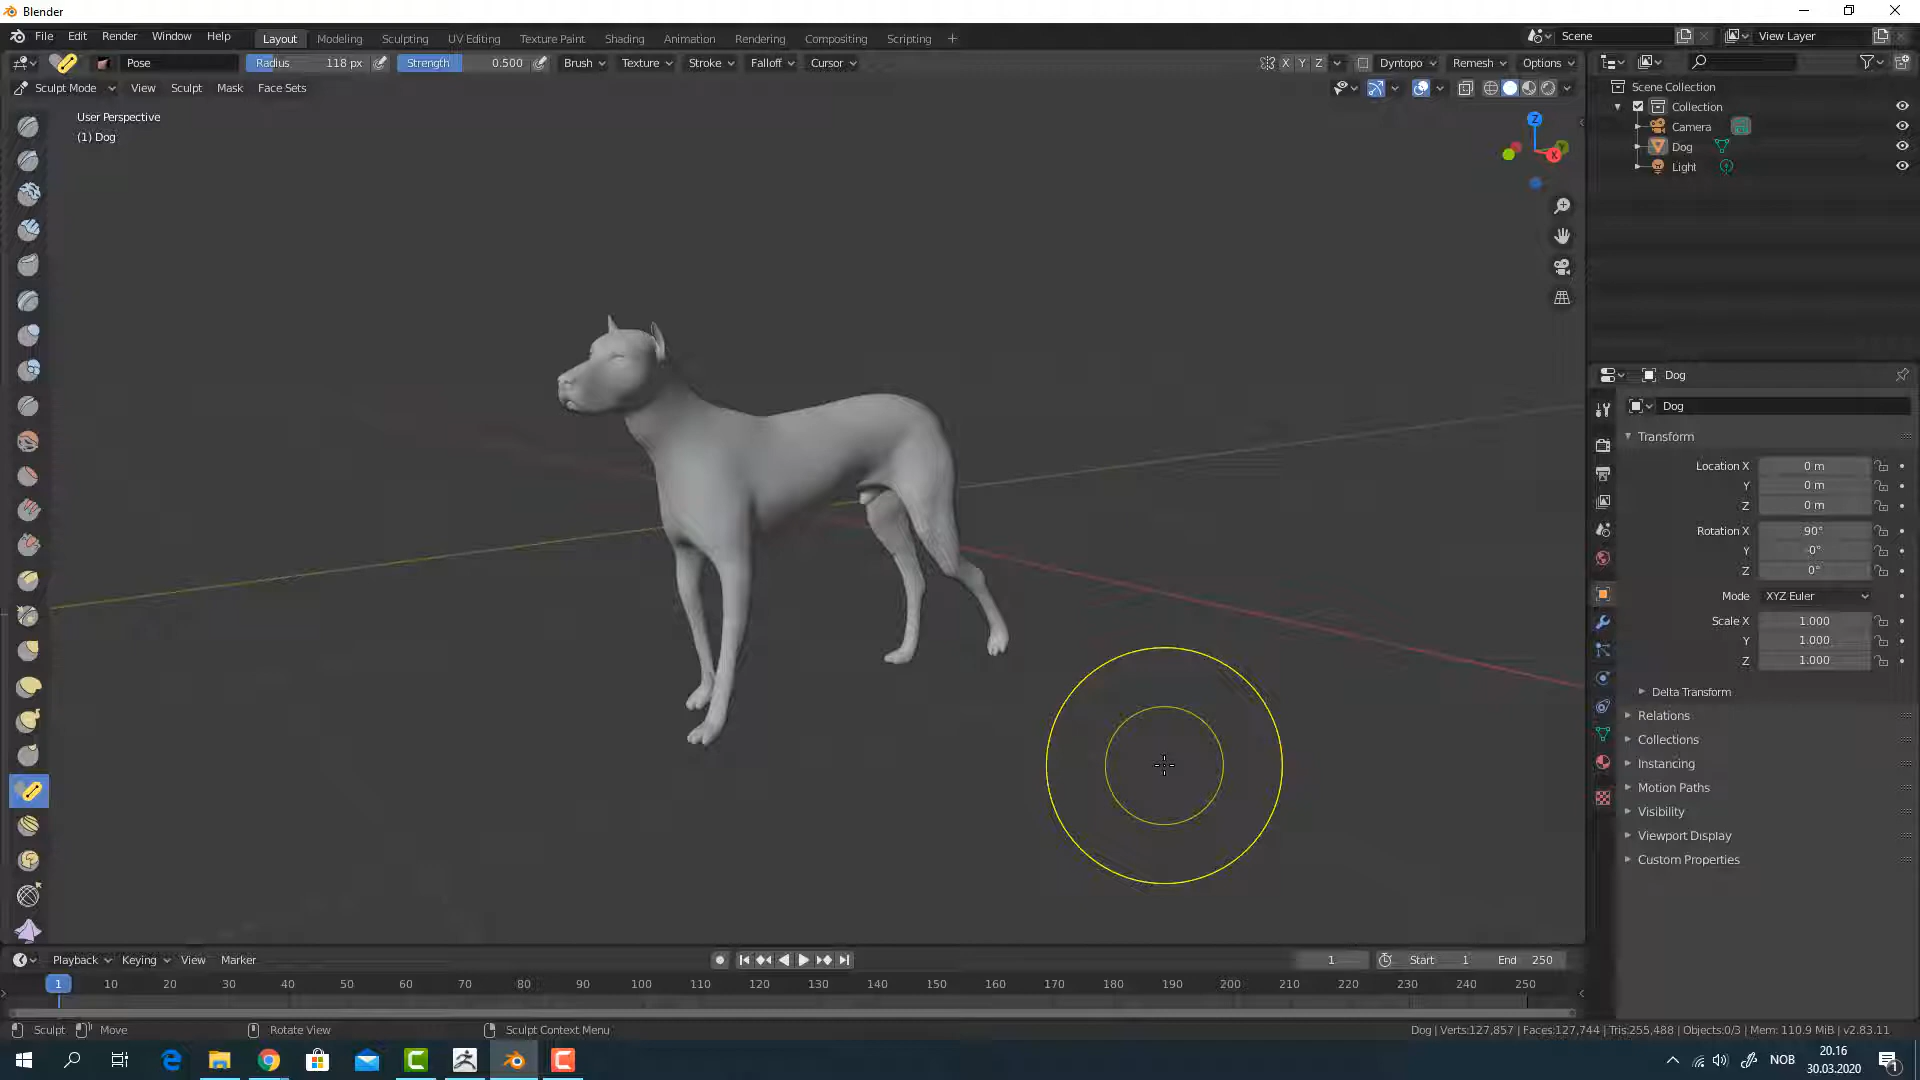 Blender
File Edit Render Window Help Layout Modeling Sculpting UV Editing Texture Paint Shading Animation Rendering Compositing Scripting Scene View Layer
Pose Radius 118 px Strength 0.500 Brush Texture Stroke Falloff Cursor X Y Z Dyntopo Remesh Options
Sculpt Mode View Sculpt Mask Face Sets
User Perspective
(1) Dog
Z
Y
X
Scene Collection
Collection
Camera
Dog
Light
Dog
Dog
Transform
Location X 0 m
Y 0 m
Z 0 m
Rotation X 90°
Y -0°
Z 0°
Mode XYZ Euler
Scale X 1.000
Y 1.000
Z 1.000
Delta Transform
Relations
Collections
Instancing
Motion Paths
Visibility
Viewport Display
Custom Properties
Playback Keying View Marker 1 Start 1 End 250
1 10 20 30 40 50 60 70 80 90 100 110 120 130 140 150 160 170 180 190 200 210 220 230 240 250
Sculpt Move Rotate View Sculpt Context Menu Dog | Verts:127,857 | Faces:127,744 | Tris:255,488 | Objects:0/3 | Mem: 110.9 MiB | v2.83.11
NOB
20.16
30.03.2020
1